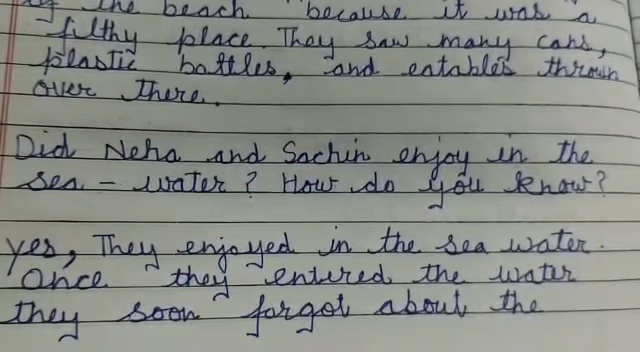 the beach because it was a
filthy place. They saw many cans,
plastic bottles, and eatables thrown
over there.
Did Neha and Sachin enjoy in the
sea - water? How do you know?
yes, They enjoyed in the sea water.
Once they entered the water
they soon forgot about the